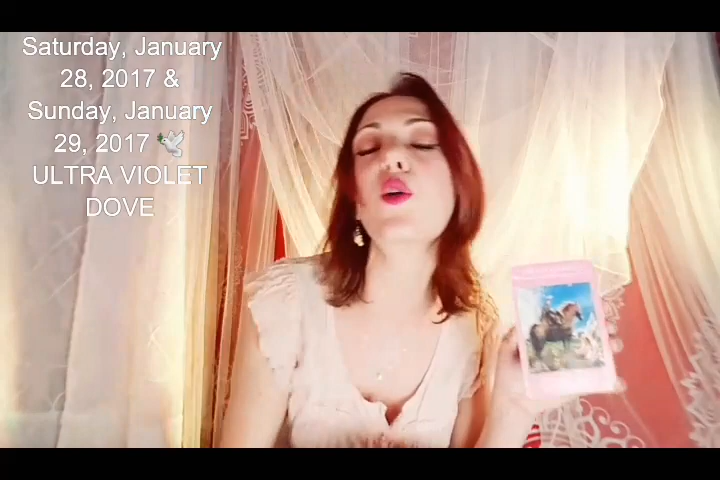 Saturday, January
28, 2017 &
Sunday, January
29, 2017 🕊
ULTRA VIOLET
DOVE